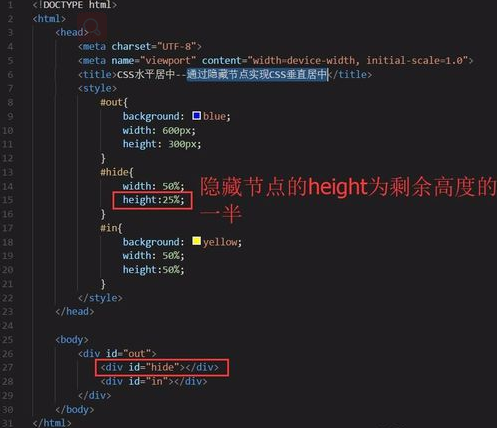 1 <!DOCTYPE html>
2 <html>
3 <head>
4 <meta charset="UTF-8">
5 <meta name="viewport" content="width=device-width, initial-scale=1.0">
6 <title>CSS水平居中--通过隐藏节点实现CSS垂直居中</title>
7 <style>
8 #out{
9 background: blue;
10 width: 600px;
11 height: 300px;
12 }
13 #hide{
14 width: 50%;
隐藏节点的height为剩余高度的
15 height:25%;
一半
16 }
17 #in{
18 background: yellow;
19 width: 50%;
20 height:50%;
21 }
22 </style>
23 </head>
24
25 <body>
26 <div id="out">
27 <div id="hide"></div>
28 <div id="in"></div>
29 </div>
30 </body>
31 </html>